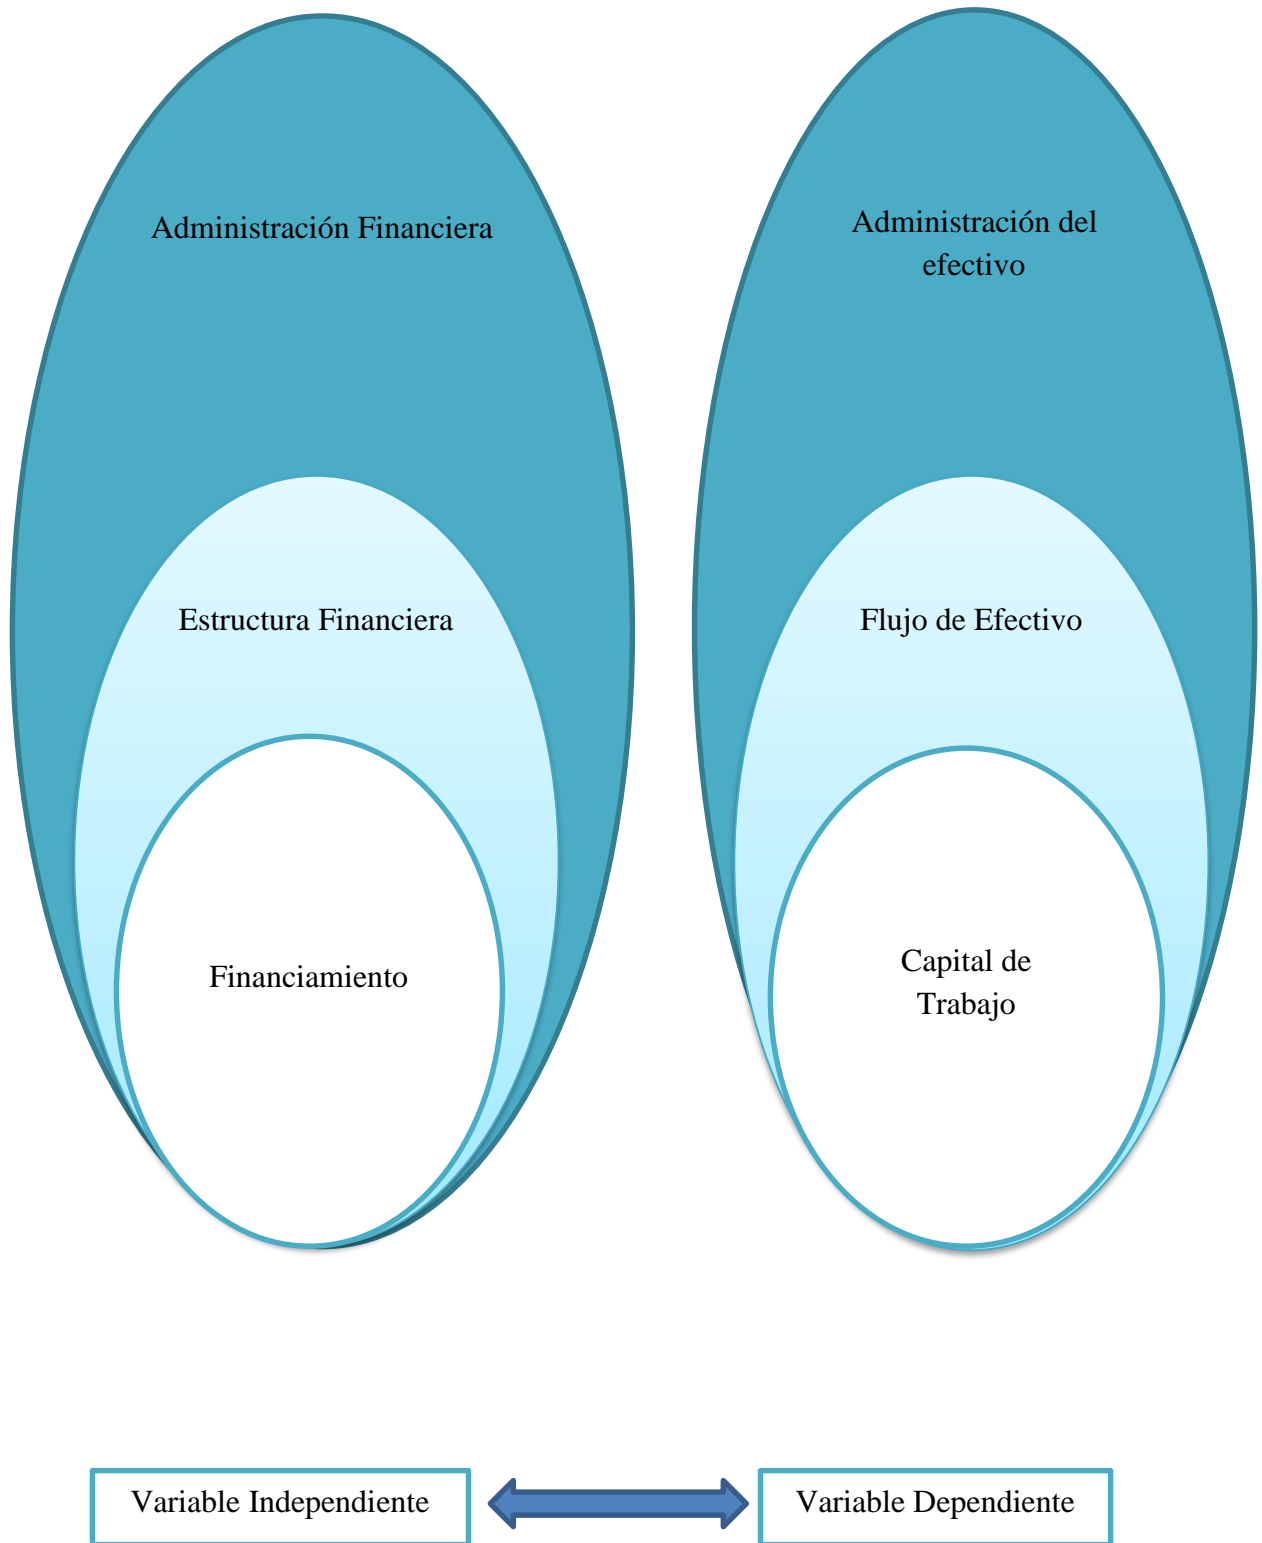 Administración Financiera
Estructura Financiera
Financiamiento
Administración del
efectivo
Flujo de Efectivo
Capital de
Trabajo
Variable Independiente
Variable Dependiente